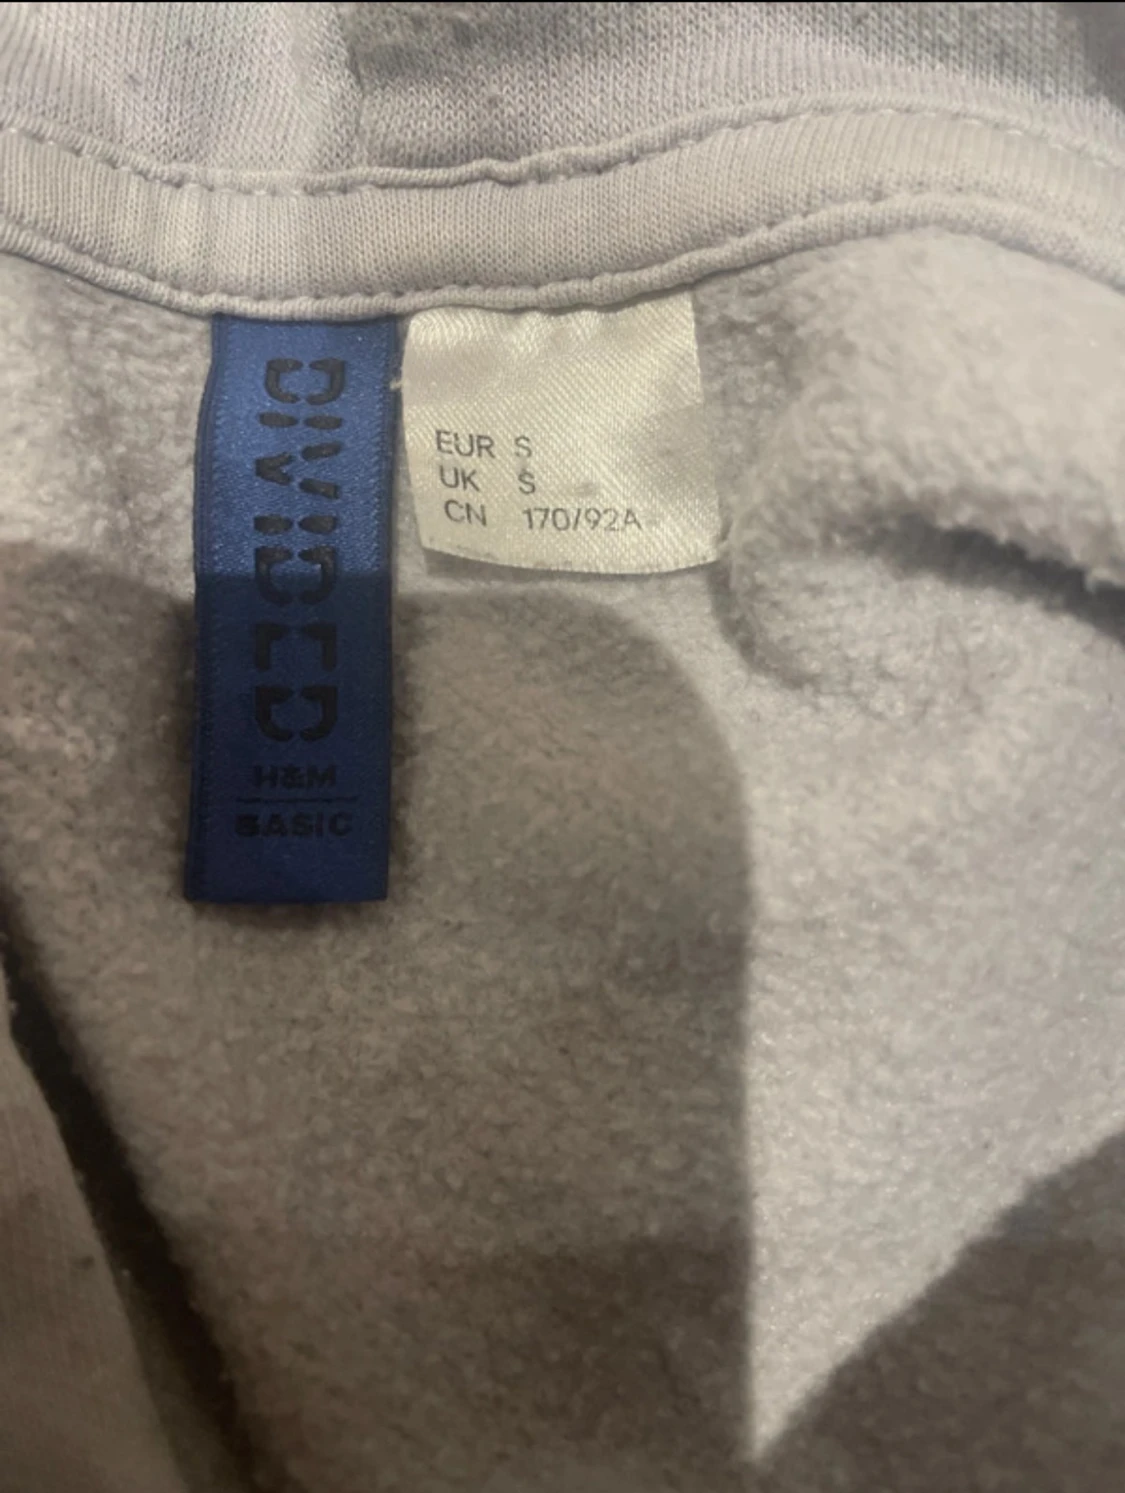 DIVIDED
H&M
BASIC
EUR S
UK S
CN 170/92A